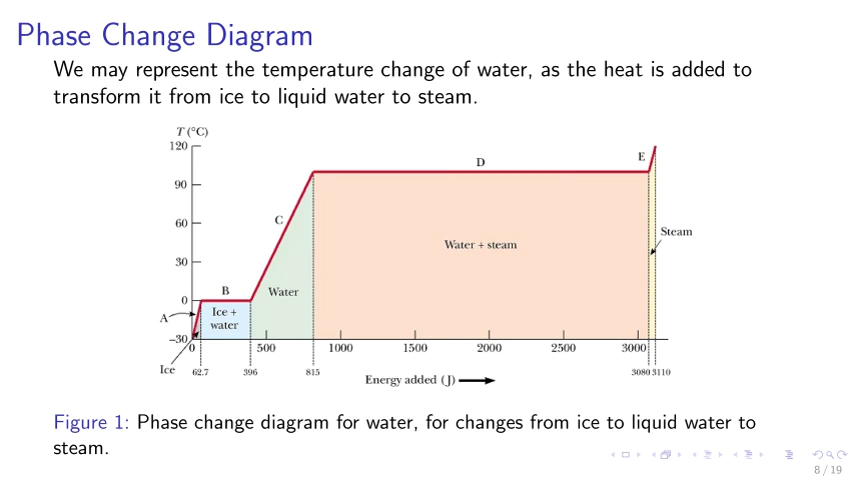 Phase Change Diagram
We may represent the temperature change of water, as the heat is added to
transform it from ice to liquid water to steam.
T (°C)
120
90
60
30
0
–30
A
B
C
D
E
Ice +
water
Water
Water + steam
Steam
Ice
0
500
1000
1500
2000
2500
3000
62.7
396
815
3080
3110
Energy added (J)
Figure 1: Phase change diagram for water, for changes from ice to liquid water to
steam.
8 / 19